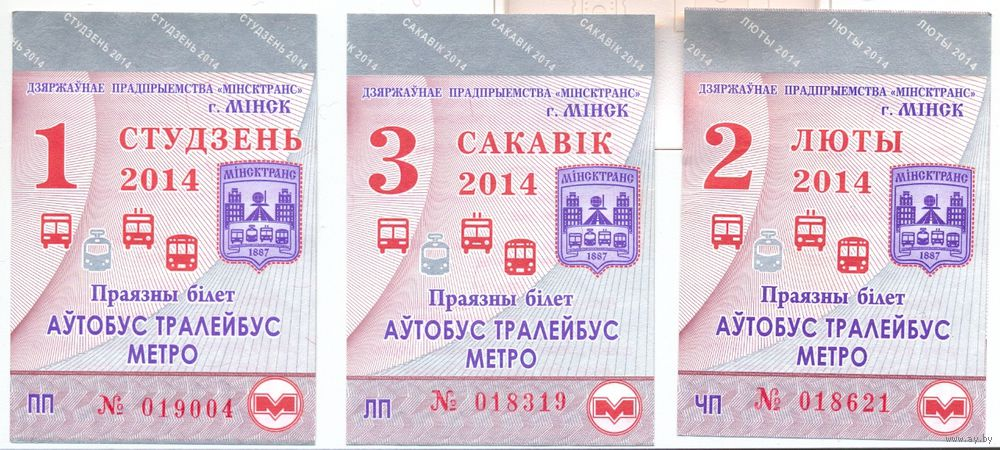 СТУДЗЕНЬ 2014
СТУДЗЕНЬ 2014
СТУДЗЕНЬ 2014
ДЗЯРЖАЎНАЕ ПРАДПРЫЕМСТВА «МІНСКТРАНС»
г. МІНСК
1 СТУДЗЕНЬ
2014
МІНСКТРАНС
1887
Праязны білет
АЎТОБУС ТРАЛЕЙБУС
МЕТРО
ПП № 019004 М
САКАВІК 2014
САКАВІК 2014
САКАВІК 2014
ДЗЯРЖАЎНАЕ ПРАДПРЫЕМСТВА «МІНСКТРАНС»
г. МІНСК
3 САКАВІК
2014
МІНСКТРАНС
1887
Праязны білет
АЎТОБУС ТРАЛЕЙБУС
МЕТРО
ЛП № 018319 М
ЛЮТЫ 2014
ЛЮТЫ 2014
ЛЮТЫ 2014
ДЗЯРЖАЎНАЕ ПРАДПРЫЕМСТВА «МІНСКТРАНС»
г. МІНСК
2 ЛЮТЫ
2014
МІНСКТРАНС
1887
Праязны білет
АЎТОБУС ТРАЛЕЙБУС
МЕТРО
ЧП № 018621 М
www.ay.by